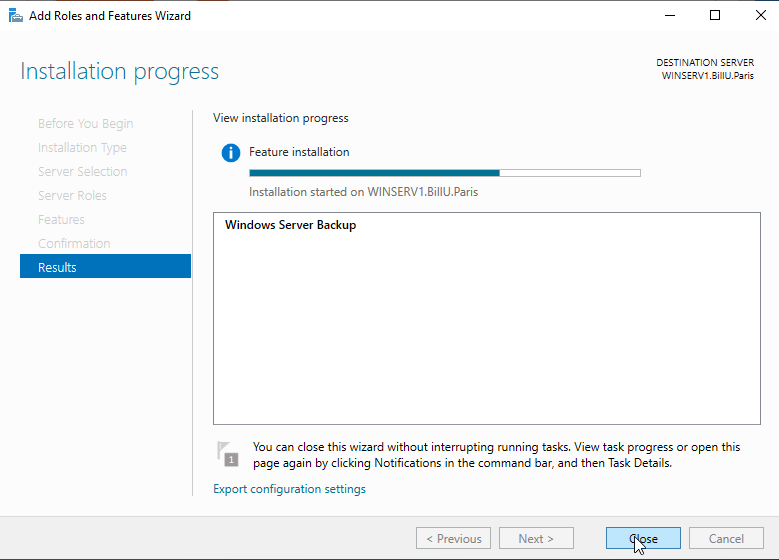 Add Roles and Features Wizard
Installation progress
DESTINATION SERVER
WINSERV1.BillU.Paris
Before You Begin
Installation Type
Server Selection
Server Roles
Features
Confirmation
Results
View installation progress
Feature installation
Installation started on WINSERV1.BillU.Paris
Windows Server Backup
1
You can close this wizard without interrupting running tasks. View task progress or open this
page again by clicking Notifications in the command bar, and then Task Details.
Export configuration settings
< Previous
Next >
Close
Cancel